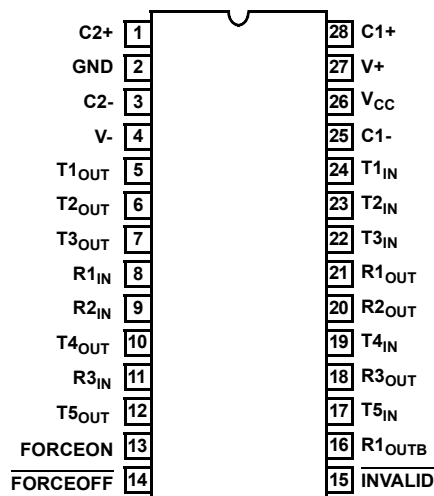 C2+ 1 28 C1+
GND 2 27 V+
C2- 3 26 VCC
V- 4 25 C1-
T1OUT 5 24 T1IN
T2OUT 6 23 T2IN
T3OUT 7 22 T3IN
R1IN 8 21 R1OUT
R2IN 9 20 R2OUT
T4OUT 10 19 T4IN
R3IN 11 18 R3OUT
T5OUT 12 17 T5IN
FORCEON 13 16 R1OUTB
FORCEOFF 14 15 INVALID